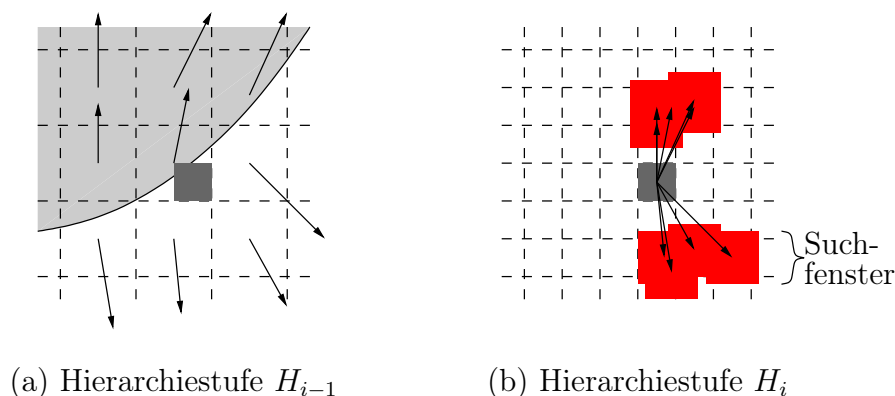 Such-
fenster
(a) Hierarchiestufe $H_{i-1}$
(b) Hierarchiestufe $H_i$